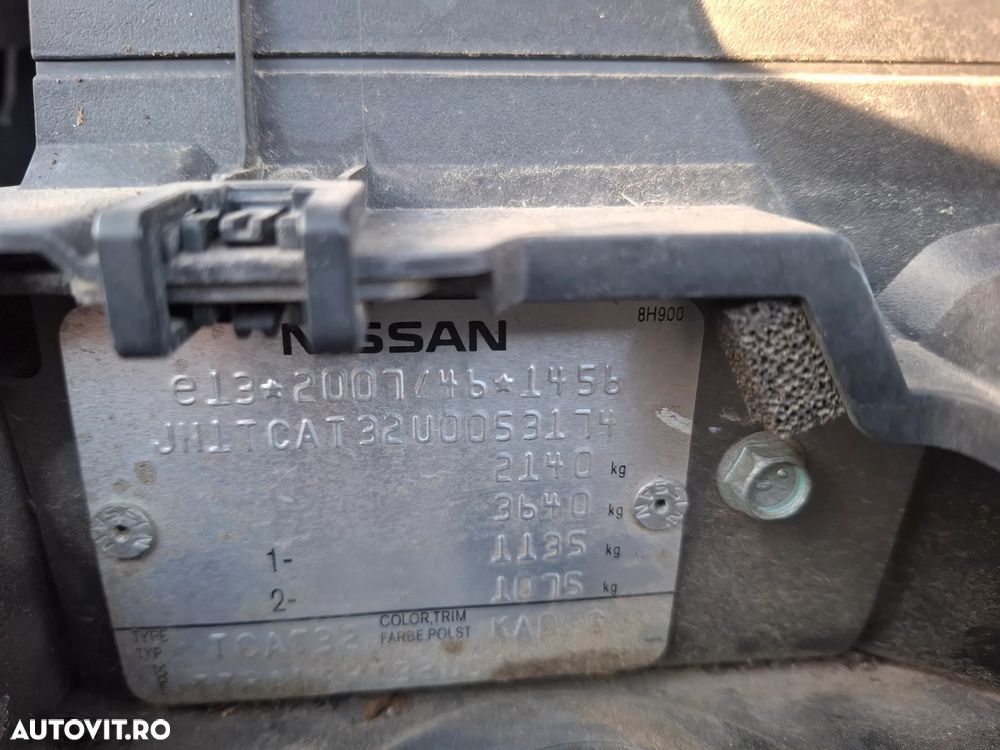 NISSAN
8H900
e13*2007/46*1456
JN1TCAT32U0053174
2140 kg
3640 kg
1- 1135 kg
2- 1075 kg
TYPE
TYP
TCAT32
COLOR,TRIM
FARBE,POLST
AUTOVIT.RO